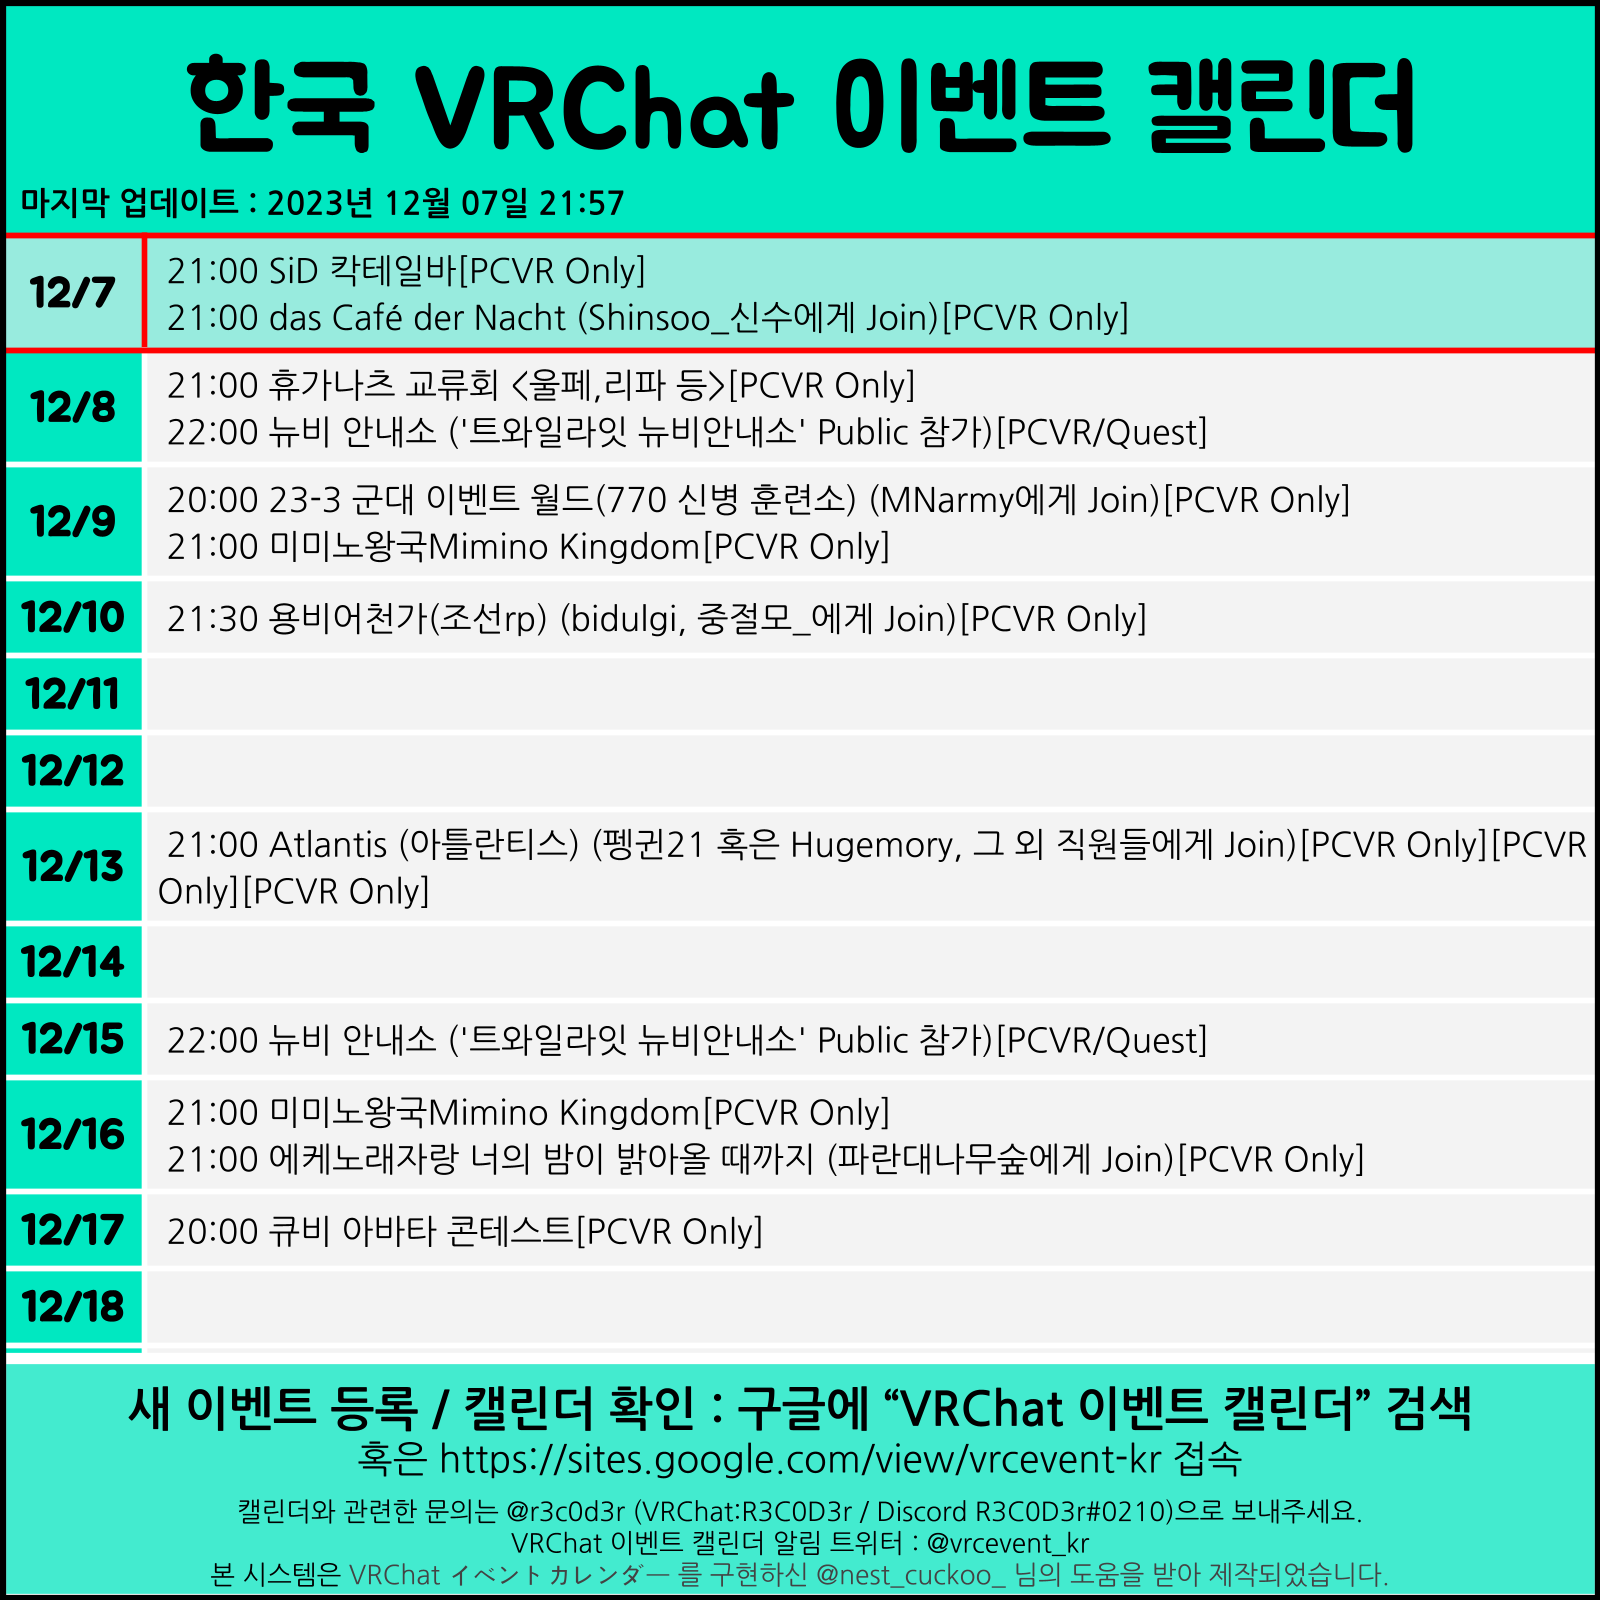 한국 VRChat 이벤트 캘린더
마지막 업데이트 : 2023년 12월 07일 21:57
12/7
21:00 SiD 칵테일바[PCVR Only]
21:00 das Café der Nacht (Shinsoo_신수에게 Join)[PCVR Only]
12/8
21:00 휴가나츠 교류회 <울페,리파 등>[PCVR Only]
22:00 뉴비 안내소 ('트와일라잇 뉴비안내소' Public 참가)[PCVR/Quest]
12/9
20:00 23-3 군대 이벤트 월드(770 신병 훈련소) (MNarmy에게 Join)[PCVR Only]
21:00 미미노왕국Mimino Kingdom[PCVR Only]
12/10
21:30 용비어천가(조선rp) (bidulgi, 중절모_에게 Join)[PCVR Only]
12/11
12/12
12/13
21:00 Atlantis (아틀란티스) (펭귄21 혹은 Hugemory, 그 외 직원들에게 Join)[PCVR Only][PCVR
Only][PCVR Only]
12/14
12/15
22:00 뉴비 안내소 ('트와일라잇 뉴비안내소' Public 참가)[PCVR/Quest]
12/16
21:00 미미노왕국Mimino Kingdom[PCVR Only]
21:00 에케노래자랑 너의 밤이 밝아올 때까지 (파란대나무숲에게 Join)[PCVR Only]
12/17
20:00 큐비 아바타 콘테스트[PCVR Only]
12/18
새 이벤트 등록 / 캘린더 확인 : 구글에 “VRChat 이벤트 캘린더” 검색
혹은 https://sites.google.com/view/vrcevent-kr 접속
캘린더와 관련한 문의는 @r3c0d3r (VRChat:R3C0D3r / Discord R3C0D3r#0210)으로 보내주세요.
VRChat 이벤트 캘린더 알림 트위터 : @vrcevent_kr
본 시스템은 VRChat イベントカレンダー 를 구현하신 @nest_cuckoo_ 님의 도움을 받아 제작되었습니다.